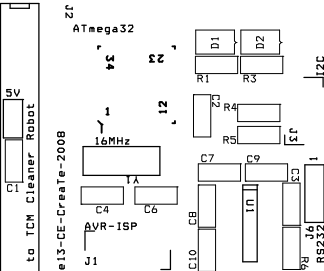 J2
ATmega32
34
23
D1
D2
R1
R3
I2C
5V
C2
1
12
R4
R5
J3
16MHz
Y1
C7
C9
C3
1
C1
C4
C6
C8
U1
J6
RS232
AVR-ISP
J1
C10
R6
to TCM Cleaner Robot
el3-CE-CreaTe-2008